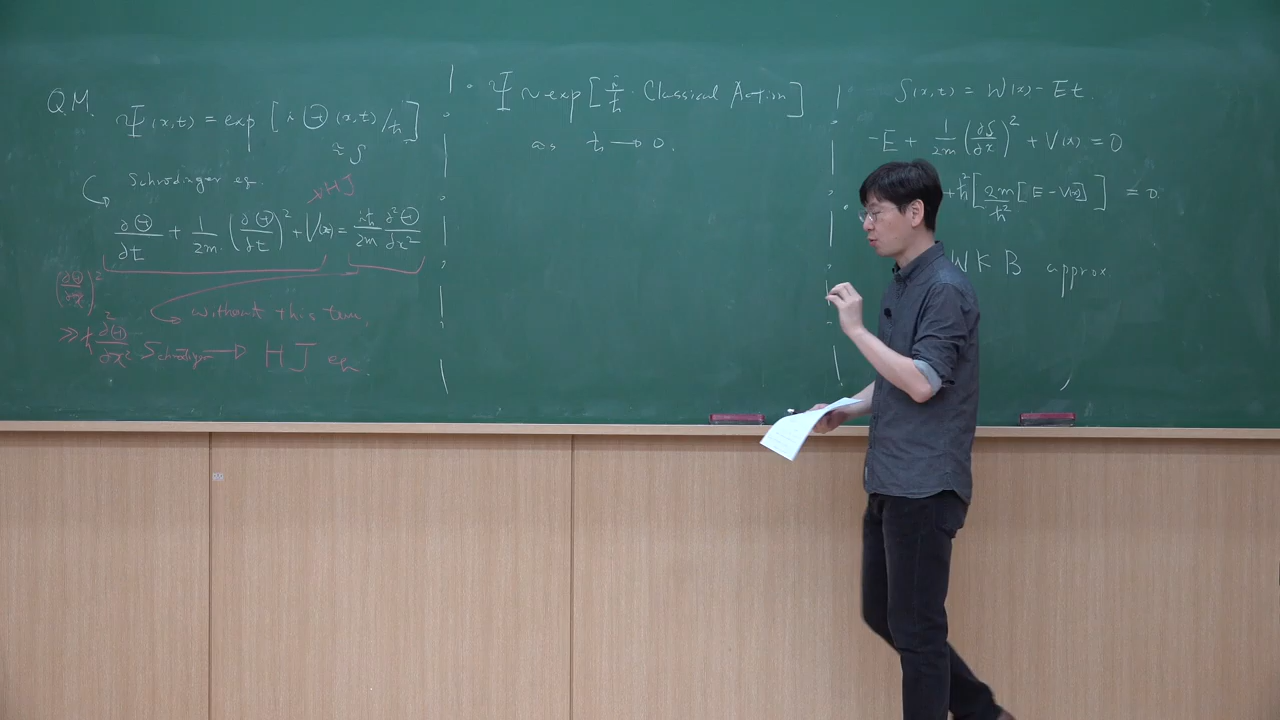 Q.M. Ψ(x,t) = exp [ i Θ(x,t)/ħ ]
≈ S
Schrödinger eq.
→ HJ
∂Θ/∂t + 1/2m (∂Θ/∂t)² + V(x) = iħ/2m ∂²Θ/∂x²
(∂Θ/∂x)²
≫ ħ ∂²Θ/∂x²
without this term,
Schrödinger → HJ eq.
· Ψ ~ exp [ i/ħ · Classical Action ]
as ħ → 0.
S(x,t) = W(x) - Et.
-E + 1/2m (∂S/∂x)² + V(x) = 0
+ħ² [ 2m/ħ² [E - V(x)] ] = 0.
WKB approx.